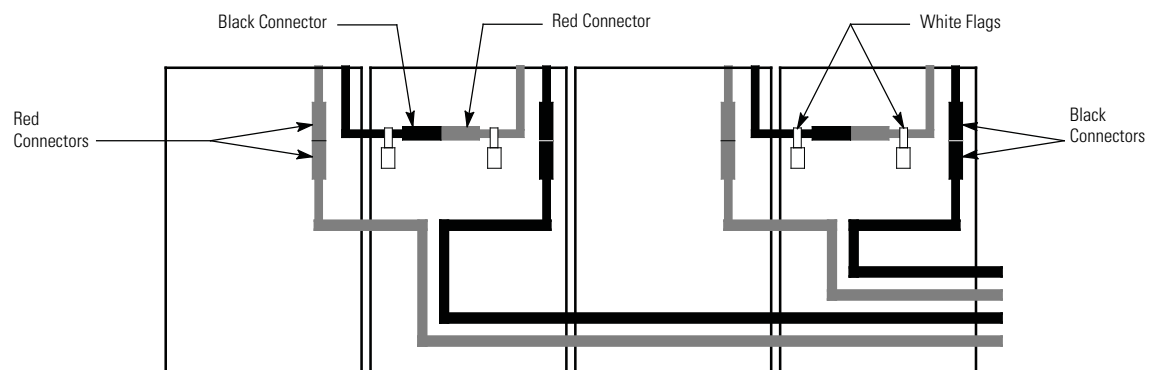 Black Connector
Red Connector
White Flags
Red
Connectors
Black
Connectors